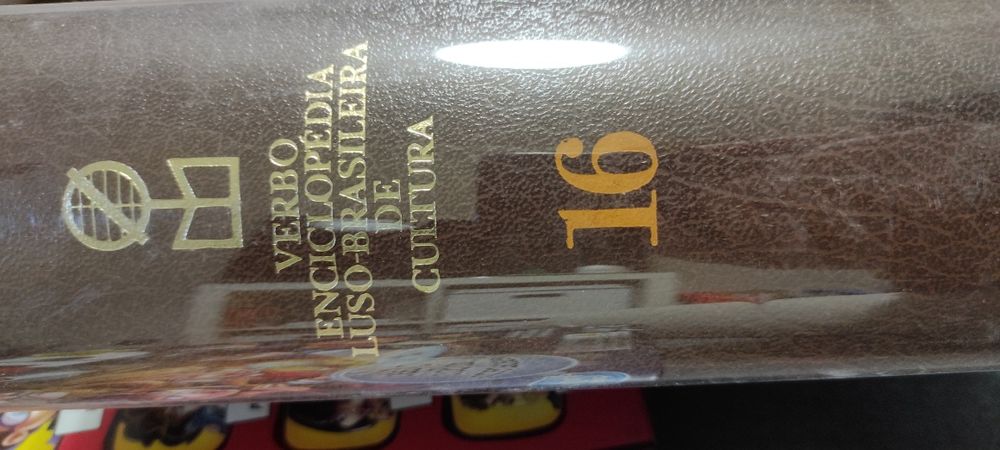 VERBO
ENCICLOPÉDIA
LUSO-BRASILEIRA
DE
CULTURA
16